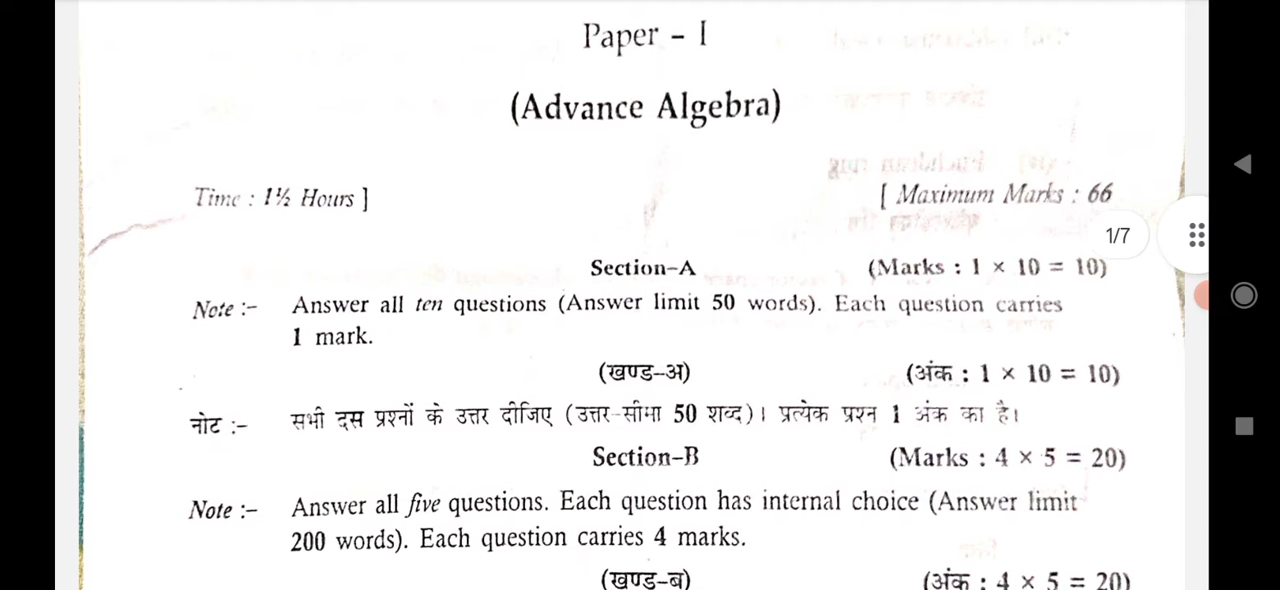 Paper – I
(Advance Algebra)
Time : 1½ Hours ]
[ Maximum Marks : 66
1/7
Section–A
(Marks : 1 × 10 = 10)
Note :– Answer all ten questions (Answer limit 50 words). Each question carries
1 mark.
(खण्ड–अ)
(अंक : 1 × 10 = 10)
नोट :– सभी दस प्रश्नों के उत्तर दीजिए (उत्तर-सीमा 50 शब्द)। प्रत्येक प्रश्न 1 अंक का है।
Section–B
(Marks : 4 × 5 = 20)
Note :– Answer all five questions. Each question has internal choice (Answer limit
200 words). Each question carries 4 marks.
(खण्ड–ब)
(अंक : 4 × 5 = 20)